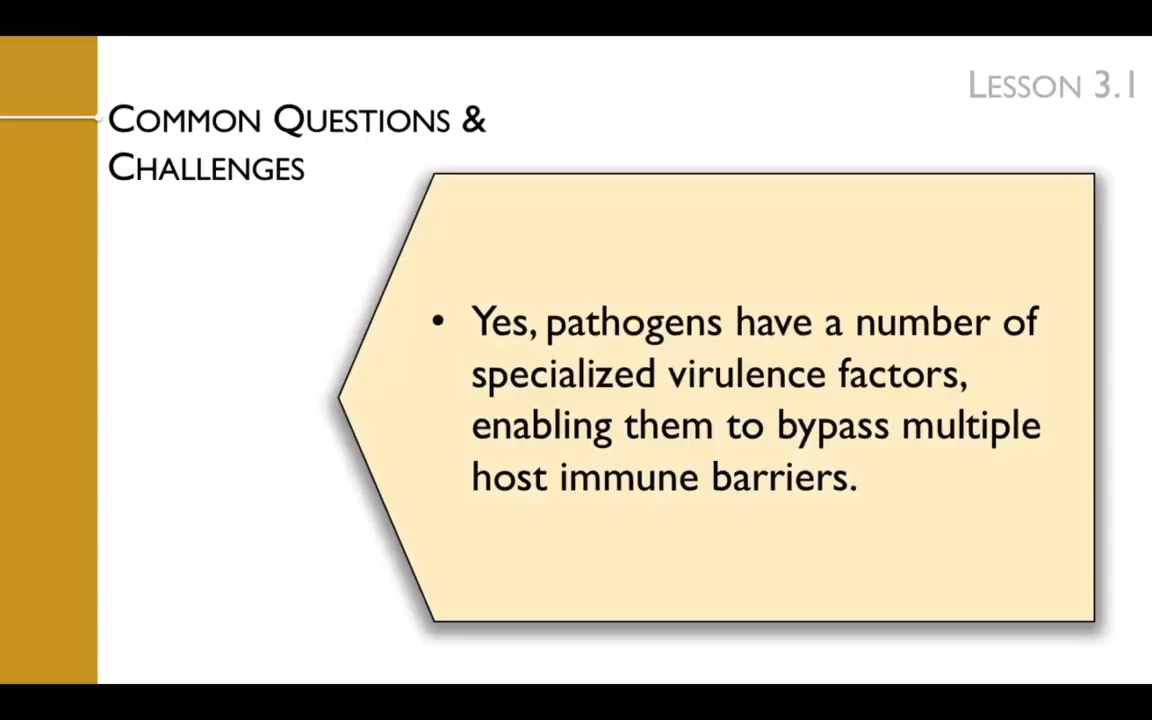 LESSON 3.1
COMMON QUESTIONS &
CHALLENGES
• Yes, pathogens have a number of
specialized virulence factors,
enabling them to bypass multiple
host immune barriers.